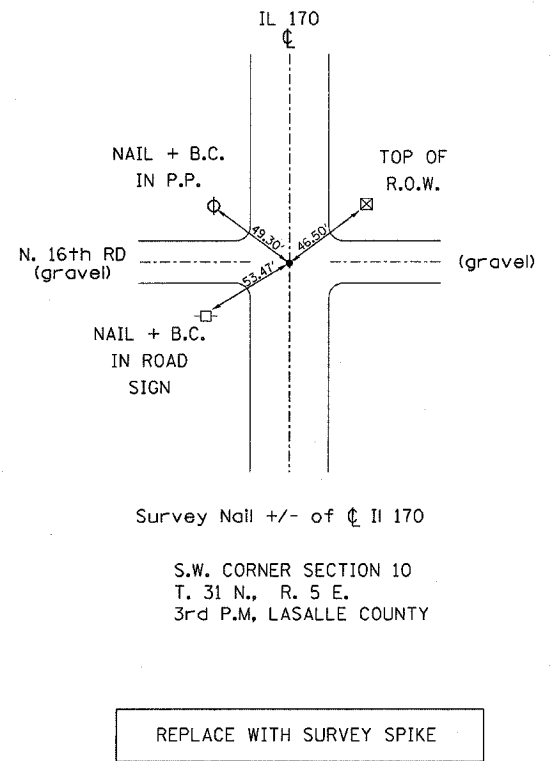 IL 170
℄
NAIL + B.C.
IN P.P.
TOP OF
R.O.W.
49.30'
46.50'
N. 16th RD
(gravel)
(gravel)
53.47'
NAIL + B.C.
IN ROAD
SIGN
Survey Nail +/- of ℄ Il 170
S.W. CORNER SECTION 10
T. 31 N., R. 5 E.
3rd P.M, LASALLE COUNTY
REPLACE WITH SURVEY SPIKE